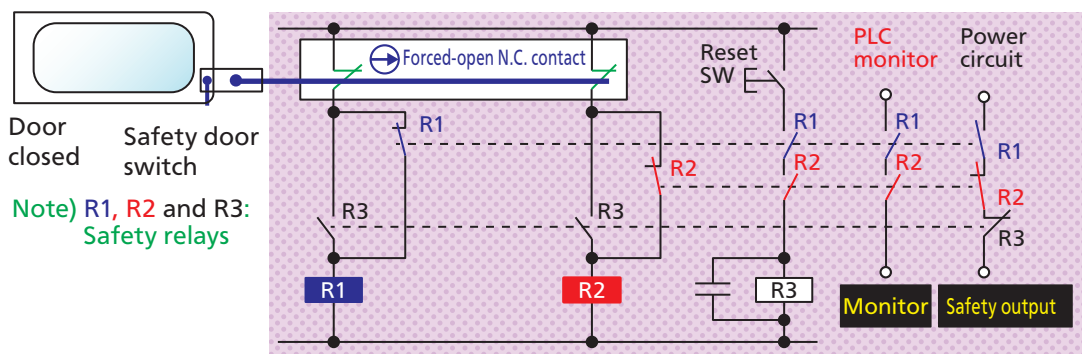 Door
closed
Safety door
switch
Note) R1, R2 and R3:
Safety relays
Forced-open N.C. contact
Reset
SW
PLC
monitor
Power
circuit
R1
R1
R1
R1
R2
R2
R2
R2
R3
R3
R3
R1
R2
R3
Monitor
Safety output